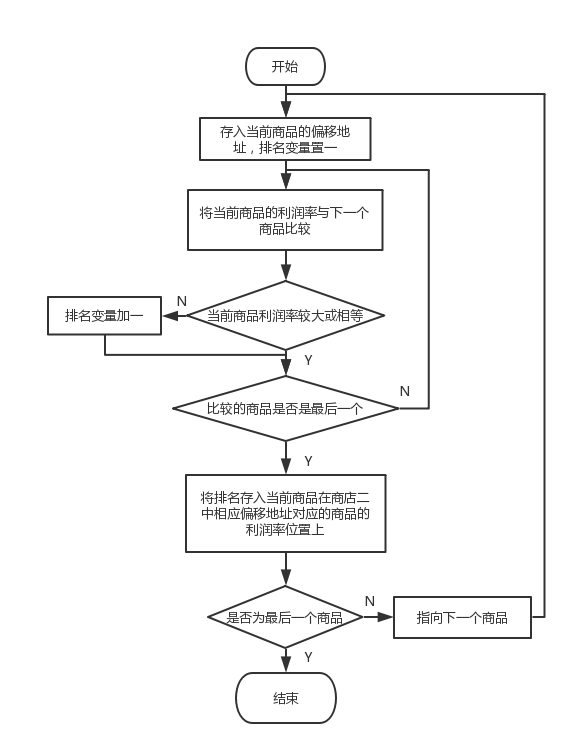 开始
存入当前商品的偏移地
址，排名变量置一
将当前商品的利润率与下一个
商品比较
当前商品利润率较大或相等
N
排名变量加一
Y
比较的商品是否是最后一个
N
Y
将排名存入当前商品在商店二
中相应偏移地址对应的商品的
利润率位置上
是否为最后一个商品
N
指向下一个商品
Y
结束